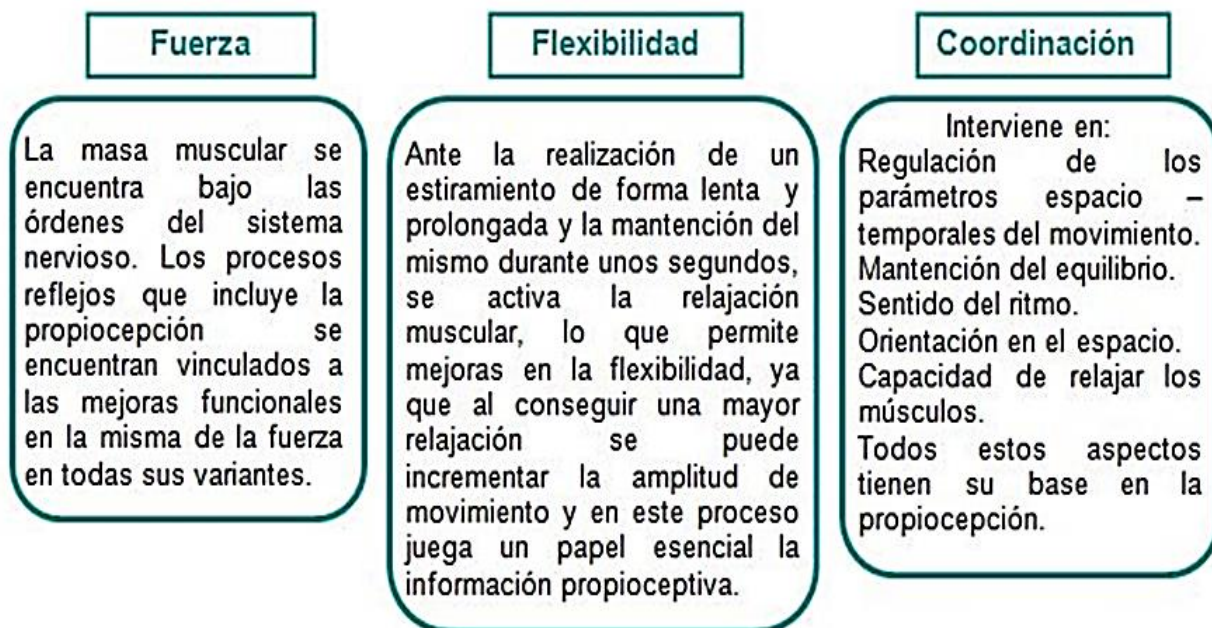 Fuerza
La masa muscular se
encuentra bajo las
órdenes del sistema
nervioso. Los procesos
reflejos que incluye la
propiocepción se
encuentran vinculados a
las mejoras funcionales
en la misma de la fuerza
en todas sus variantes.
Flexibilidad
Ante la realización de un
estiramiento de forma lenta y
prolongada y la mantención del
mismo durante unos segundos,
se activa la relajación
muscular, lo que permite
mejoras en la flexibilidad, ya
que al conseguir una mayor
relajación se puede
incrementar la amplitud de
movimiento y en este proceso
juega un papel esencial la
información propioceptiva.
Coordinación
Interviene en:
Regulación de los
parámetros espacio –
temporales del movimiento.
Mantención del equilibrio.
Sentido del ritmo.
Orientación en el espacio.
Capacidad de relajar los
músculos.
Todos estos aspectos
tienen su base en la
propiocepción.